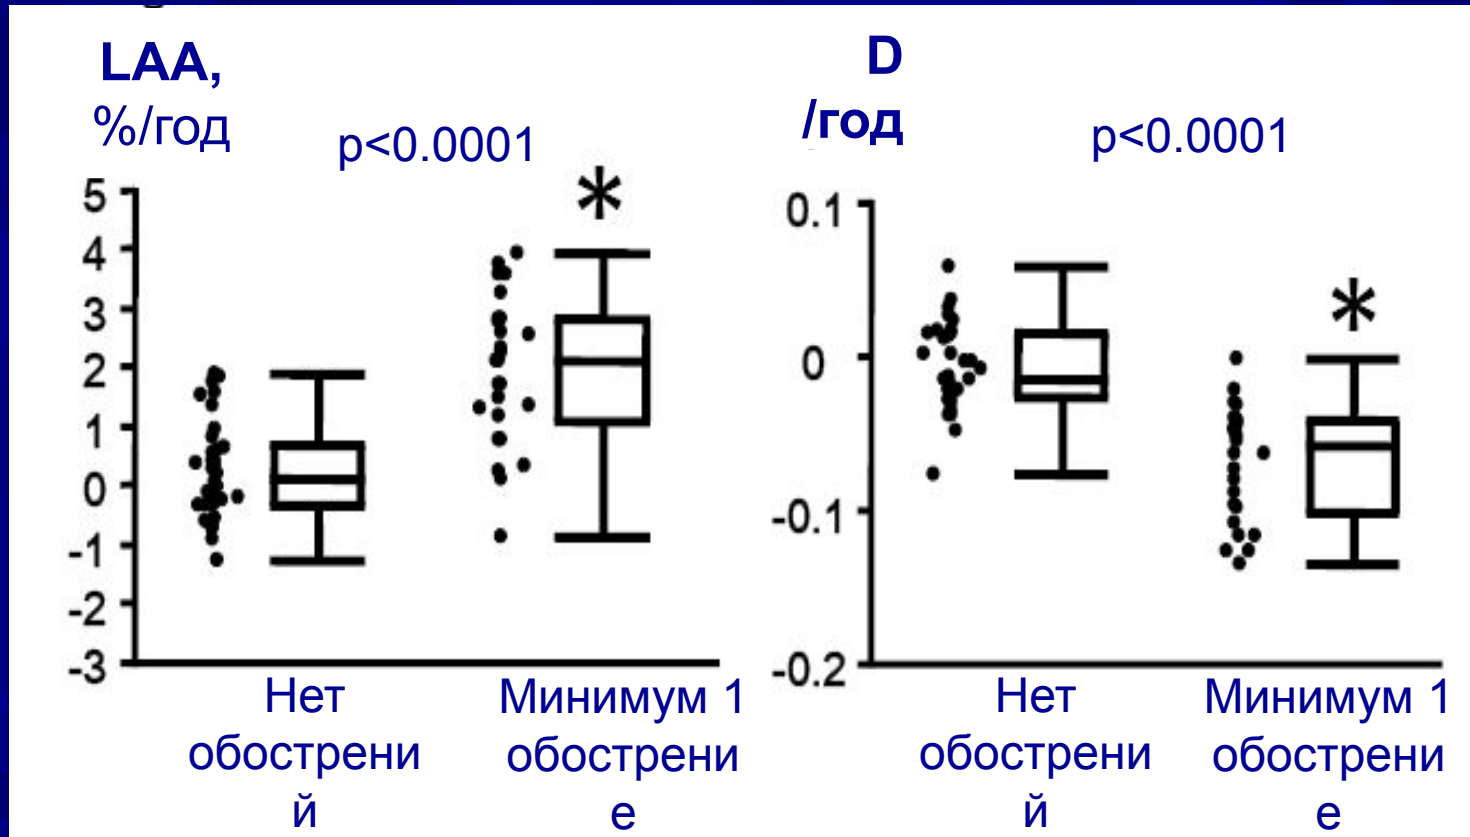 LAA,
%/год
p<0.0001
*
5
4
3
2
1
0
-1
-2
-3
Нет
обострени
й
Минимум 1
обострени
е
D
/год
p<0.0001
*
0.1
0
-0.1
-0.2
Нет
обострени
й
Минимум 1
обострени
е